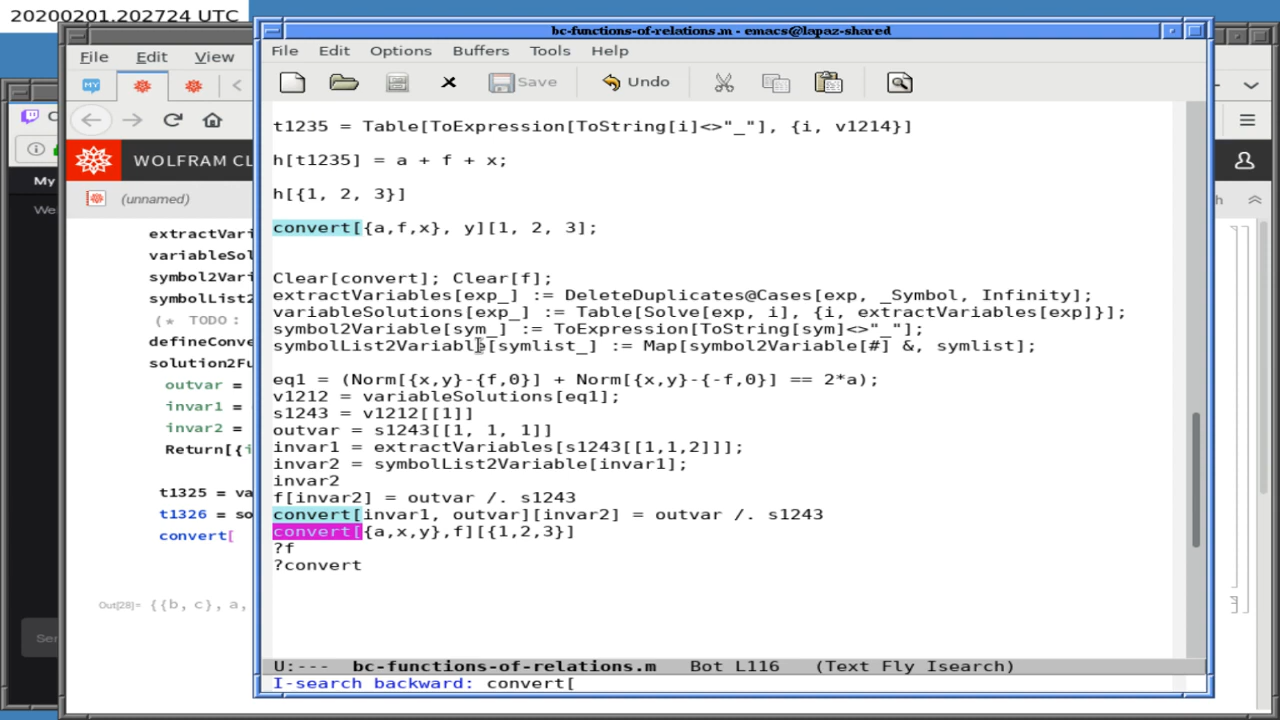 20200201.202724 UTC
bc-functions-of-relations.m - emacs@lapaz-shared
File Edit Options Buffers Tools Help
Save Undo
t1235 = Table[ToExpression[ToString[i]<>"_"], {i, v1214}]
h[t1235] = a + f + x;
h[{1, 2, 3}]
convert[{a,f,x}, y][1, 2, 3];
Clear[convert]; Clear[f];
extractVariables[exp_] := DeleteDuplicates@Cases[exp, _Symbol, Infinity];
variableSolutions[exp_] := Table[Solve[exp, i], {i, extractVariables[exp]}];
symbol2Variable[sym_] := ToExpression[ToString[sym]<>"_"];
symbolList2Variable[symlist_] := Map[symbol2Variable[#] &, symlist];
eq1 = (Norm[{x,y}-{f,0}] + Norm[{x,y}-{-f,0}] == 2*a);
v1212 = variableSolutions[eq1];
s1243 = v1212[[1]]
outvar = s1243[[1, 1, 1]]
invar1 = extractVariables[s1243[[1,1,2]]];
invar2 = symbolList2Variable[invar1];
invar2
f[invar2] = outvar /. s1243
convert[invar1, outvar][invar2] = outvar /. s1243
convert[{a,x,y},f][{1,2,3}]
?f
?convert
U:--- bc-functions-of-relations.m Bot L116 (Text Fly Isearch)
I-search backward: convert[
File Edit View
MY
WOLFRAM CL
(unnamed)
extractVari
variableSol
symbol2Vari
symbolList2
(* TODO:
defineConve
solution2Fu
outvar =
invar1 =
invar2 =
Return[{i
t1325 = va
t1326 = so
convert[
Out[28]= {{b, c}, a,
C
My
Wel
Sen
h